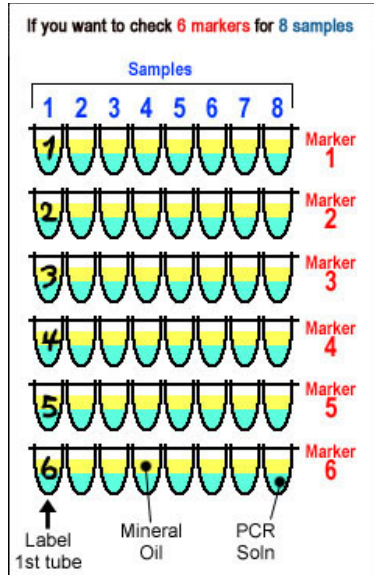 If you want to check 6 markers for 8 samples
Samples
1 2 3 4 5 6 7 8
1
Marker
1
2
Marker
2
3
Marker
3
4
Marker
4
5
Marker
5
6
Marker
6
Label
1st tube
Mineral
Oil
PCR
Soln